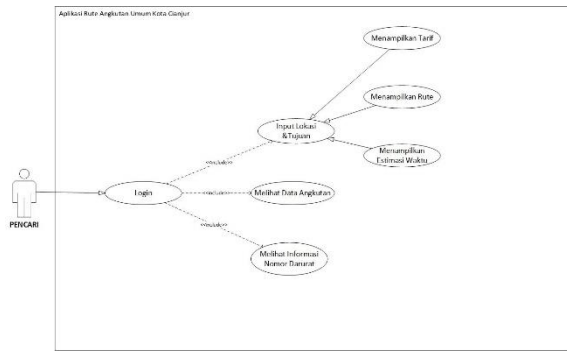 Aplikasi Rute Angkutan Umum Kota Cianjur
Menampilkan Tarif
Menampilkan Rute
Input Lokasi
&Tujuan
Menampilkan
Estimasi Waktu
<<include>>
Login
<<include>>
Melihat Data Angkutan
PENCARI
<<include>>
Melihat Informasi
Nomor Darurat